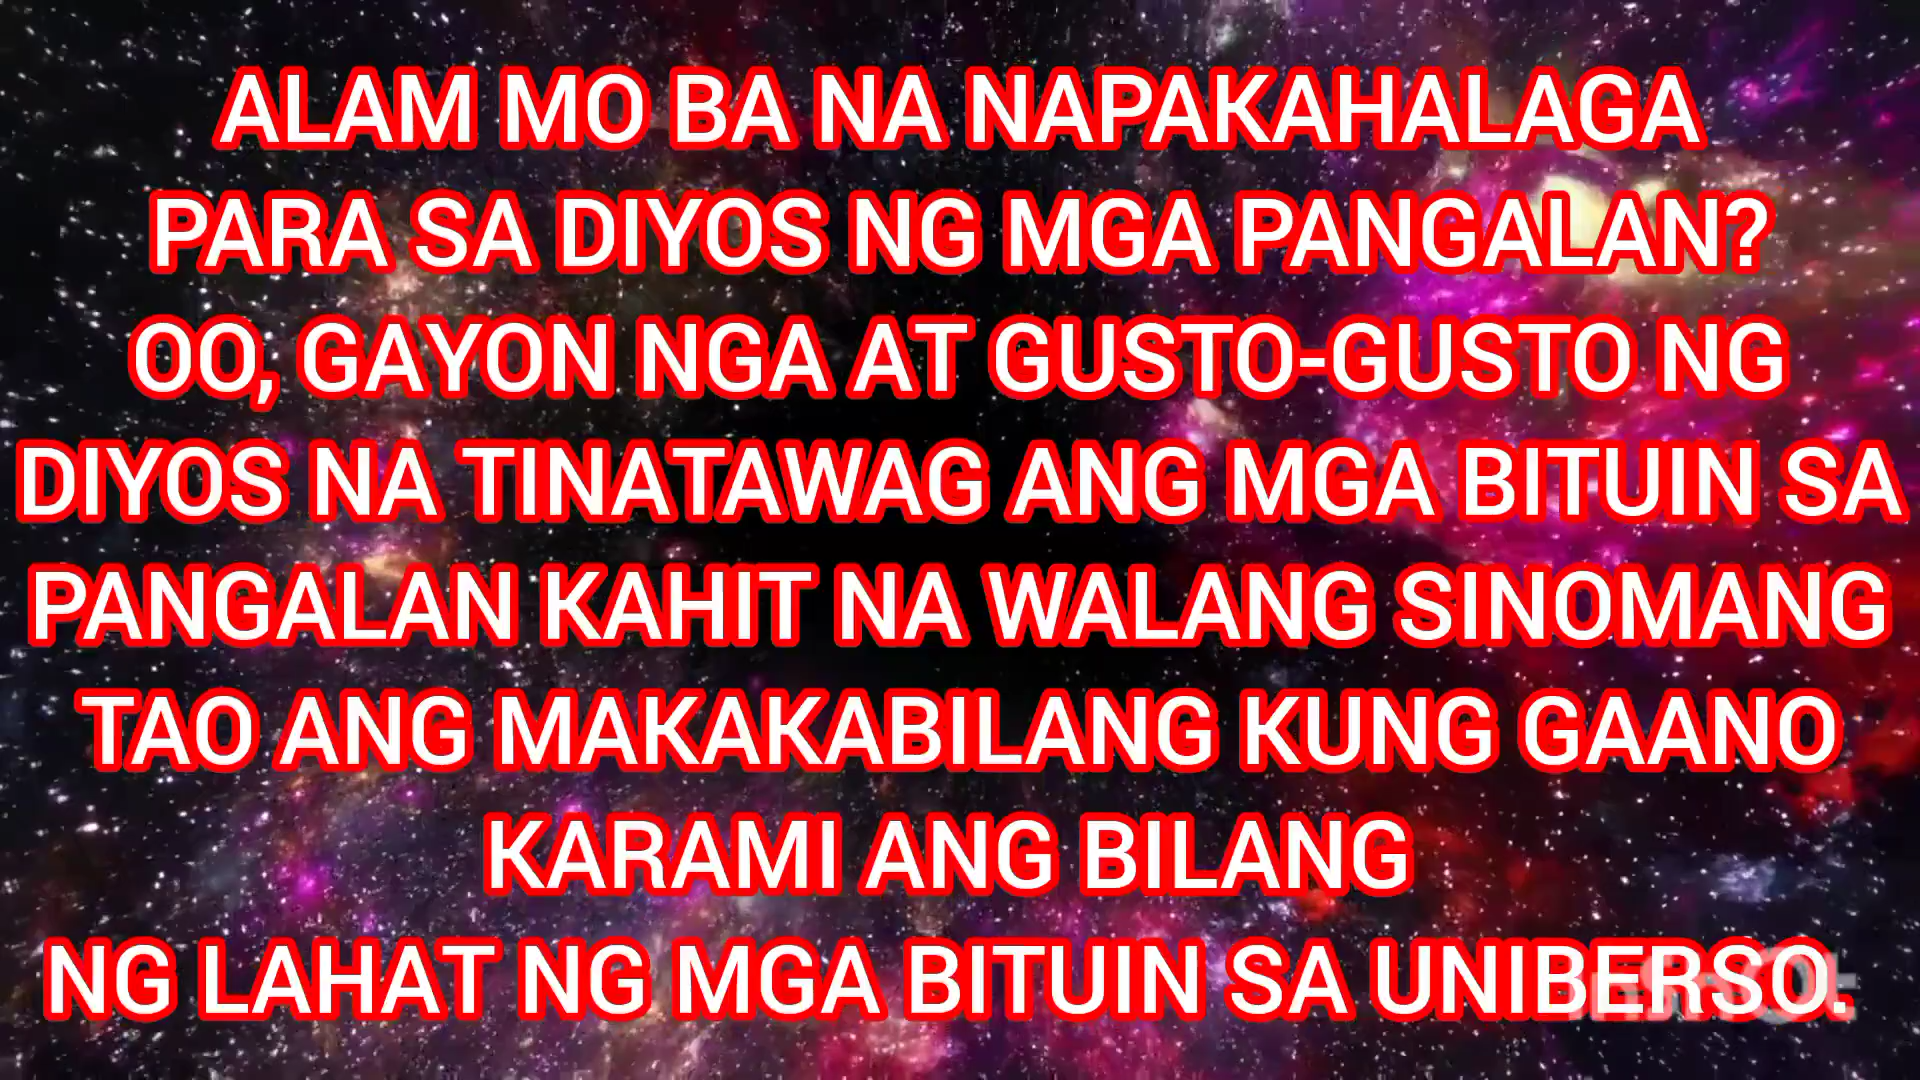 ALAM MO BA NA NAPAKAHALAGA
PARA SA DIYOS NG MGA PANGALAN?
OO, GAYON NGA AT GUSTO-GUSTO NG
DIYOS NA TINATAWAG ANG MGA BITUIN SA
PANGALAN KAHIT NA WALANG SINOMANG
TAO ANG MAKAKABILANG KUNG GAANO
KARAMI ANG BILANG
NG LAHAT NG MGA BITUIN SA UNIBERSO.